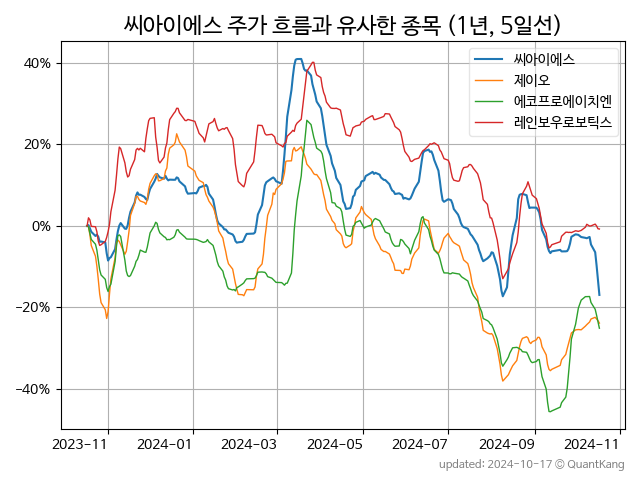 씨아이에스 주가 흐름과 유사한 종목 (1년, 5일선)
씨아이에스
제이오
에코프로에이치엔
레인보우로보틱스
40%
20%
0%
−20%
−40%
2023-11
2024-01
2024-03
2024-05
2024-07
2024-09
2024-11
updated: 2024-10-17 © QuantKang